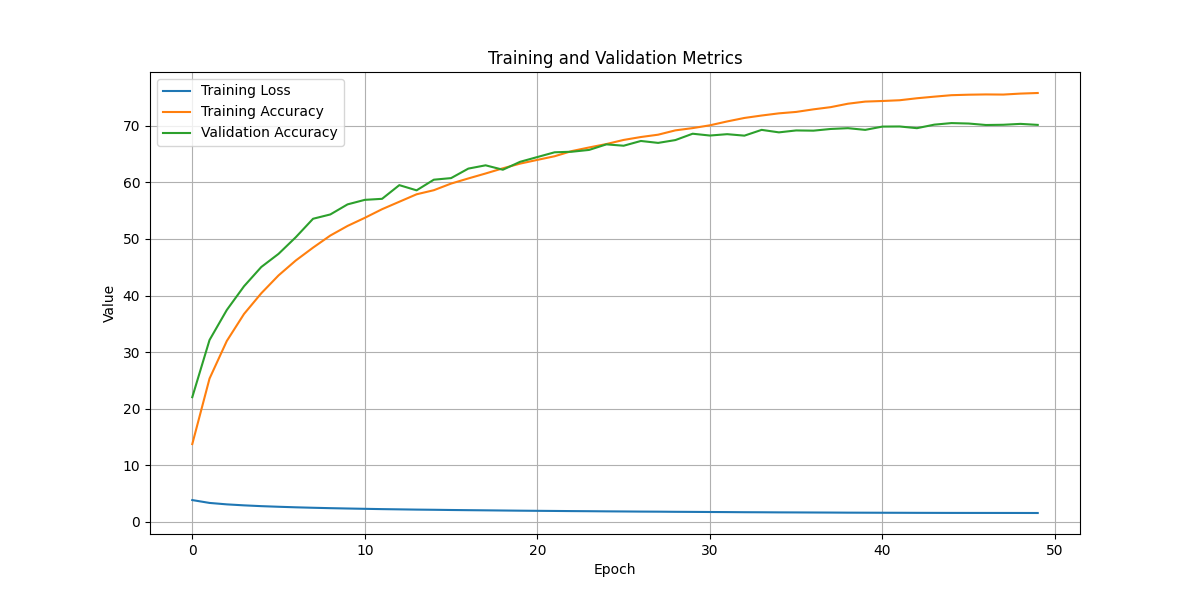 Training and Validation Metrics
Training Loss
Training Accuracy
Validation Accuracy
Value
70
60
50
40
30
20
10
0
0 10 20 30 40 50
Epoch